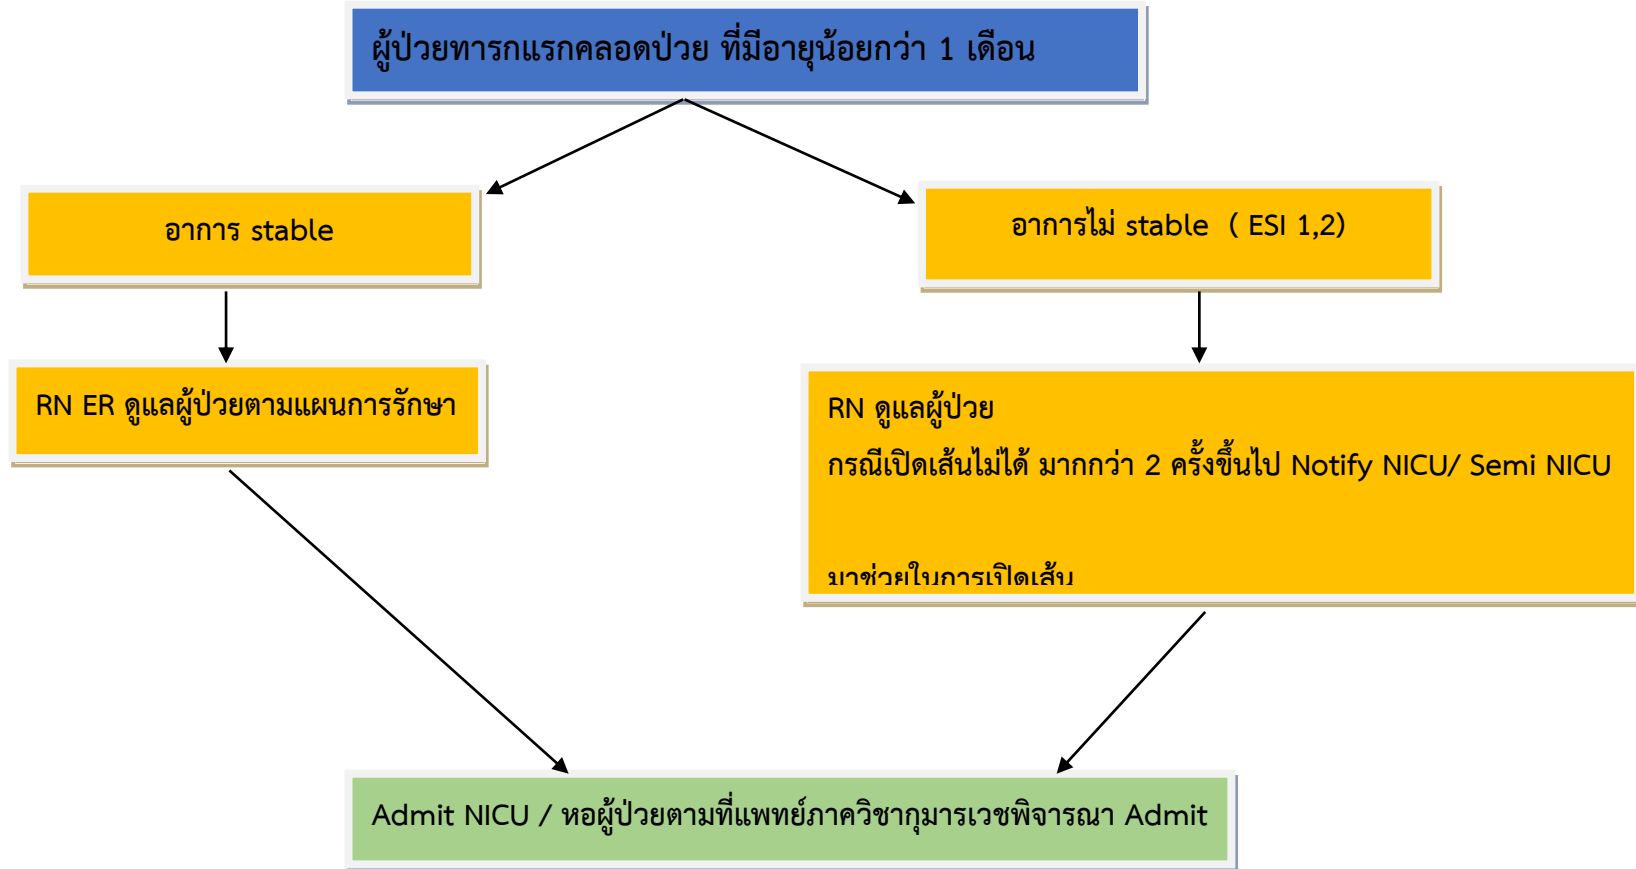 ผู้ป่วยทารกแรกคลอดป่วย ที่มีอายุน้อยกว่า 1 เดือน
อาการ stable
อาการไม่ stable ( ESI 1,2)
RN ER ดูแลผู้ป่วยตามแผนการรักษา
RN ดูแลผู้ป่วย
กรณีเปิดเส้นไม่ได้ มากกว่า 2 ครั้งขึ้นไป Notify NICU/ Semi NICU
มาช่วยในการเปิดเส้น
Admit NICU / หอผู้ป่วยตามที่แพทย์ภาควิชากุมารเวชพิจารณา Admit